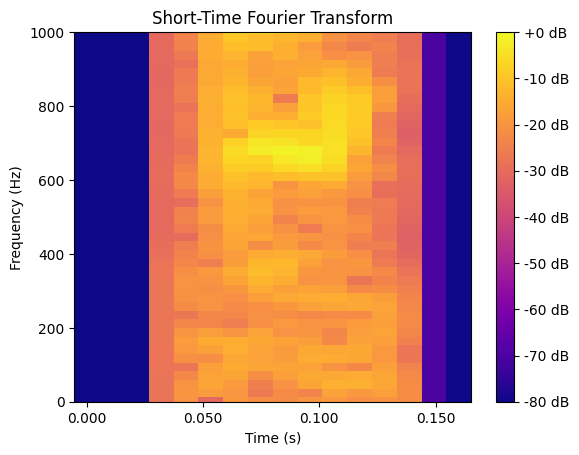 Short-Time Fourier Transform
1000
800
600
400
200
0
Frequency (Hz)
0.000
0.050
0.100
0.150
Time (s)
+0 dB
-10 dB
-20 dB
-30 dB
-40 dB
-50 dB
-60 dB
-70 dB
-80 dB